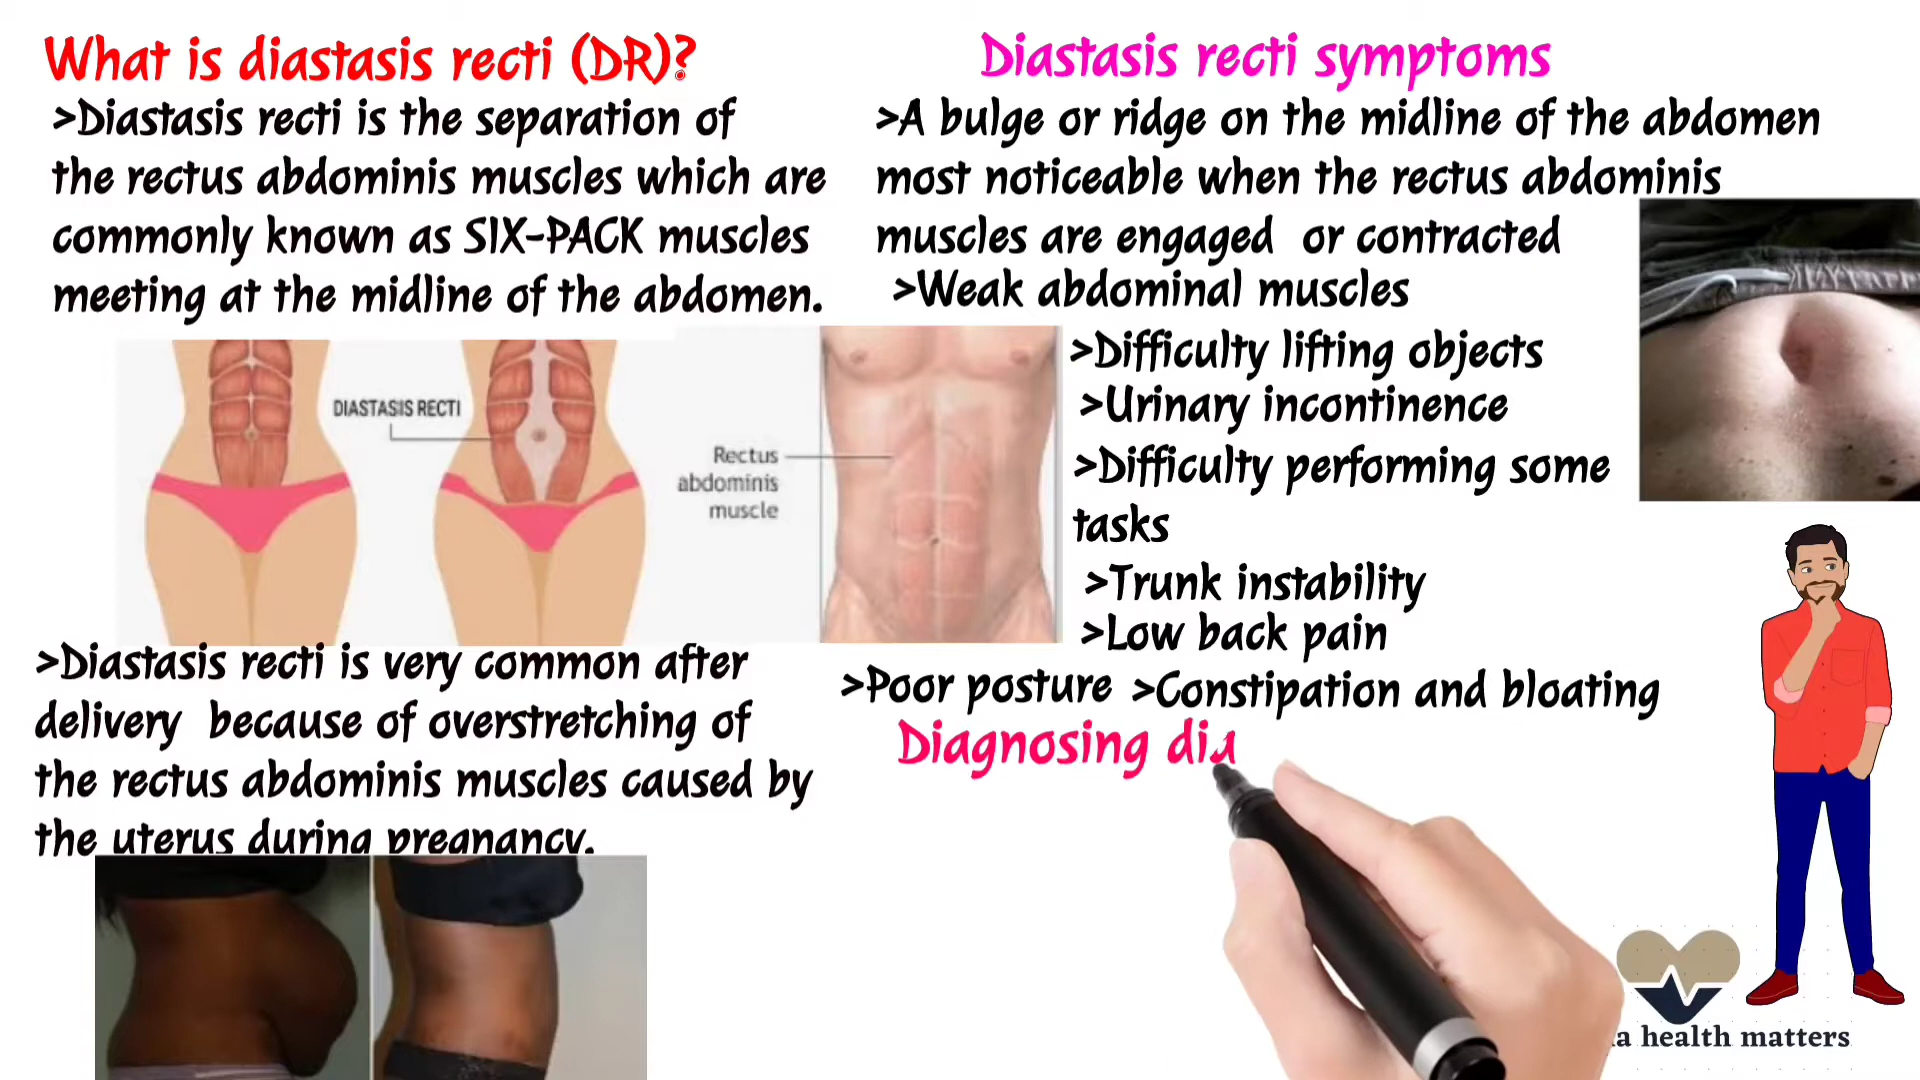 What is diastasis recti (DR)?
>Diastasis recti is the separation of
the rectus abdominis muscles which are
commonly known as SIX-PACK muscles
meeting at the midline of the abdomen.
DIASTASIS RECTI
Rectus
abdominis
muscle
>Diastasis recti is very common after
delivery because of overstretching of
the rectus abdominis muscles caused by
the uterus during pregnancy.
Diastasis recti symptoms
>A bulge or ridge on the midline of the abdomen
most noticeable when the rectus abdominis
muscles are engaged or contracted
>Weak abdominal muscles
>Difficulty lifting objects
>Urinary incontinence
>Difficulty performing some
tasks
>Trunk instability
>Low back pain
>Poor posture >Constipation and bloating
Diagnosing dia
a health matters